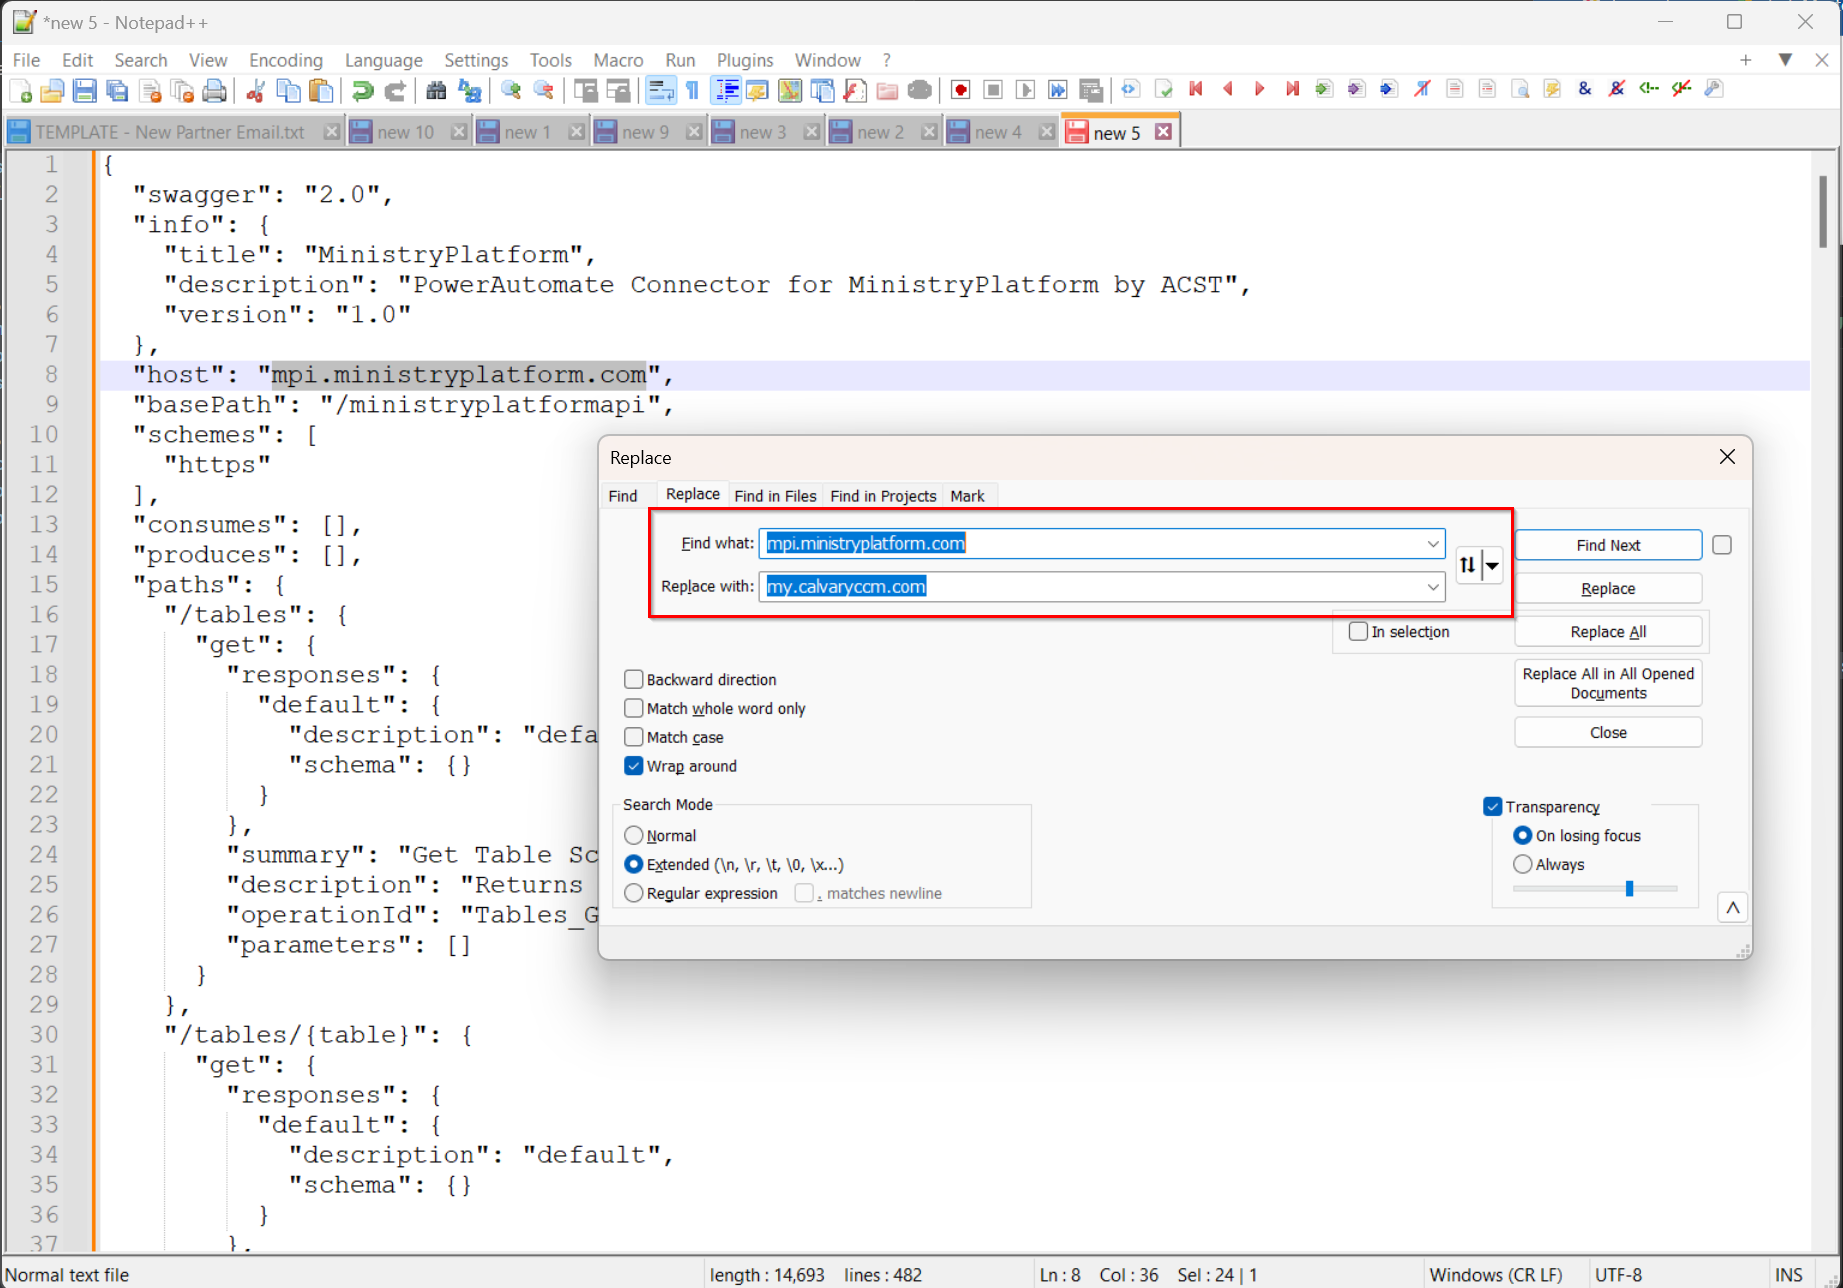 *new 5 - Notepad++
File Edit Search View Encoding Language Settings Tools Macro Run Plugins Window ?
TEMPLATE - New Partner Email.txt new 10 new 1 new 9 new 3 new 2 new 4 new 5
1 {
2 "swagger": "2.0",
3 "info": {
4 "title": "MinistryPlatform",
5 "description": "PowerAutomate Connector for MinistryPlatform by ACST",
6 "version": "1.0"
7 },
8 "host": "mpi.ministryplatform.com",
9 "basePath": "/ministryplatformapi",
10 "schemes": [
11 "https"
12 ],
13 "consumes": [],
14 "produces": [],
15 "paths": {
16 "/tables": {
17 "get": {
18 "responses": {
19 "default": {
20 "description": "defa
21 "schema": {}
22 }
23 },
24 "summary": "Get Table Sc
25 "description": "Returns
26 "operationId": "Tables_G
27 "parameters": []
28 }
29 },
30 "/tables/{table}": {
31 "get": {
32 "responses": {
33 "default": {
34 "description": "default",
35 "schema": {}
36 }
37 },
Replace
Find Replace Find in Files Find in Projects Mark
Find what: mpi.ministryplatform.com Find Next
Replace with: my.calvaryccm.com Replace
In selection Replace All
Replace All in All Opened
Documents
Close
Backward direction
Match whole word only
Match case
Wrap around
Search Mode
Normal
Extended (\n, \r, \t, \0, \x...)
Regular expression . matches newline
Transparency
On losing focus
Always
Normal text file length : 14,693 lines : 482 Ln : 8 Col : 36 Sel : 24 | 1 Windows (CR LF) UTF-8 INS